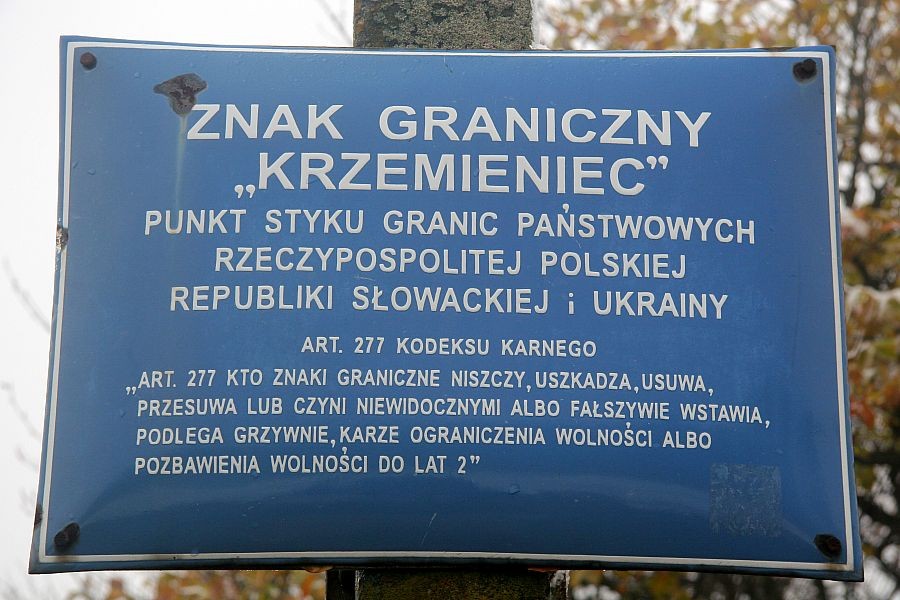 ZNAK GRANICZNY
„KRZEMIENIEC”
PUNKT STYKU GRANIC PAŃSTWOWYCH
RZECZYPOSPOLITEJ POLSKIEJ
REPUBLIKI SŁOWACKIEJ i UKRAINY
ART. 277 KODEKSU KARNEGO
„ART. 277 KTO ZNAKI GRANICZNE NISZCZY, USZKADZA, USUWA,
PRZESUWA LUB CZYNI NIEWIDOCZNYMI ALBO FAŁSZYWIE WSTAWIA,
PODLEGA GRZYWNIE, KARZE OGRANICZENIA WOLNOŚCI ALBO
POZBAWIENIA WOLNOŚCI DO LAT 2”